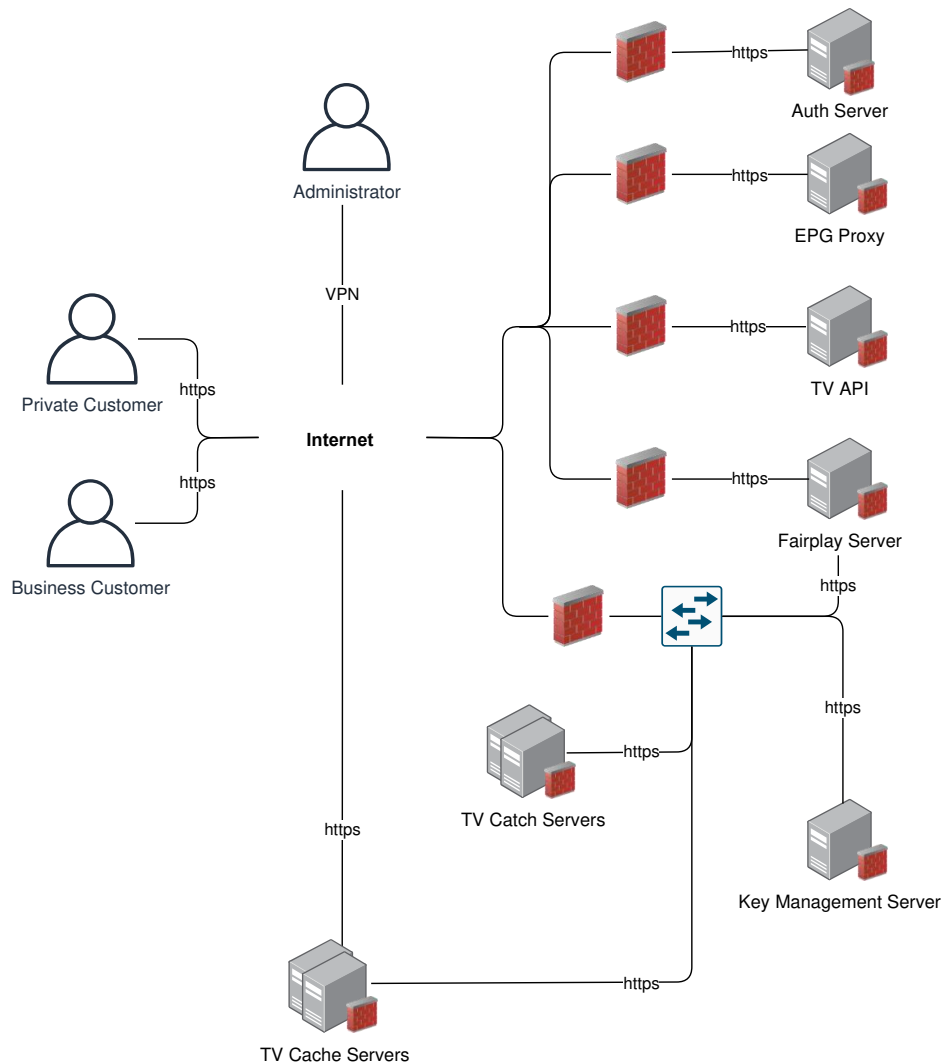 https
Auth Server
Administrator
https
EPG Proxy
VPN
https
TV API
Private Customer
https
Internet
https
https
Fairplay Server
Business Customer
https
https
https
TV Catch Servers
https
Key Management Server
https
TV Cache Servers